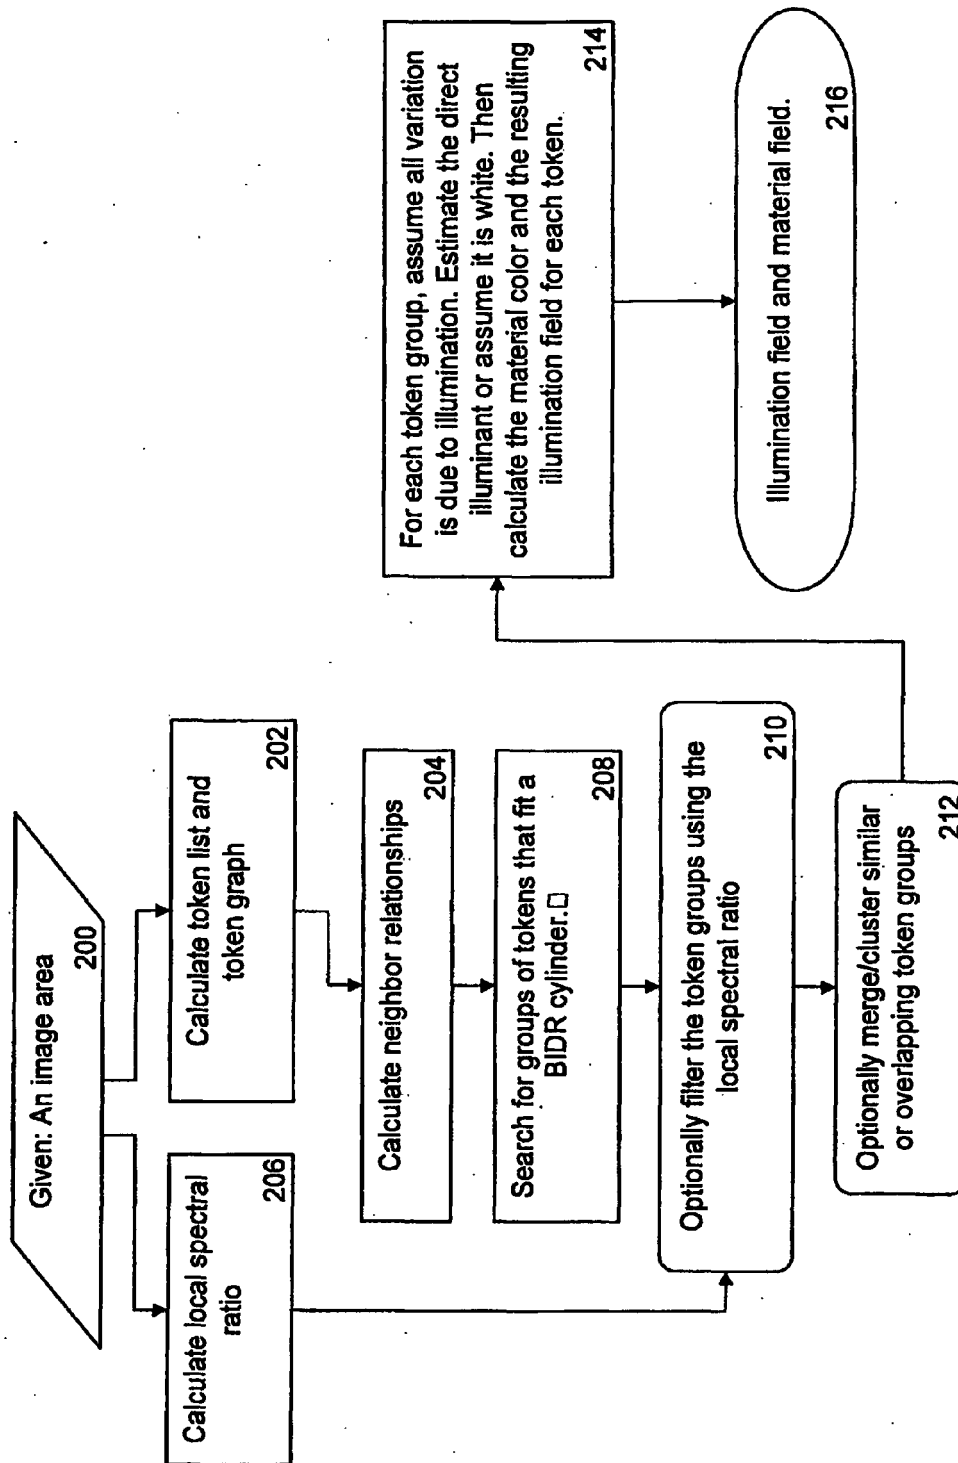 Given: An image area
200
Calculate local spectral
ratio
206
Calculate token list and
token graph
202
Calculate neighbor relationships
204
Search for groups of tokens that fit a
BIDR cylinder.□
208
Optionally filter the token groups using the
local spectral ratio
210
Optionally merge/cluster similar
or overlapping token groups
212
For each token group, assume all variation
is due to illumination. Estimate the direct
illuminant or assume it is white. Then
calculate the material color and the resulting
illumination field for each token.
214
Illumination field and material field.
216